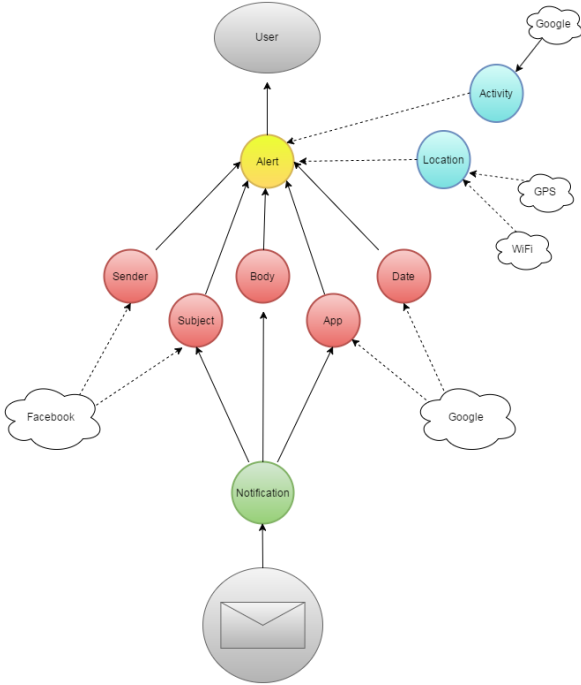 Google
User
Activity
Alert
Location
GPS
WiFi
Sender
Body
Date
Subject
App
Facebook
Google
Notification